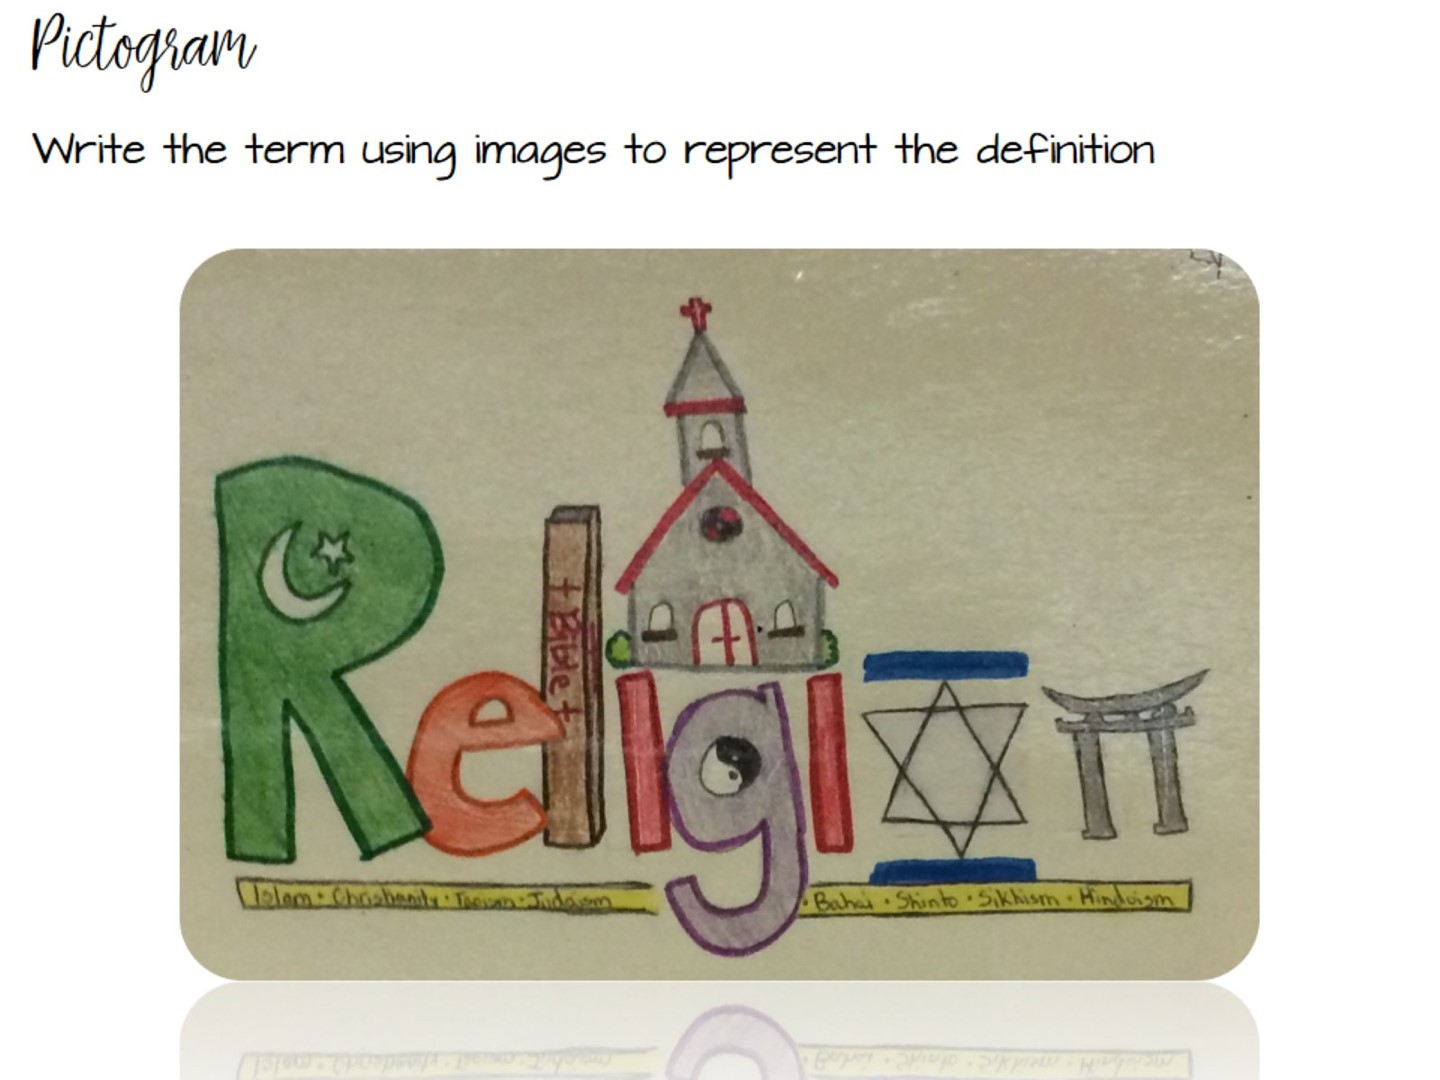 Pictogram
Write the term using images to represent the definition
Religion
+ Bible +
Islam • Christianity • Taoism • Judaism • Bahai • Shinto • Sikhism • Hinduism